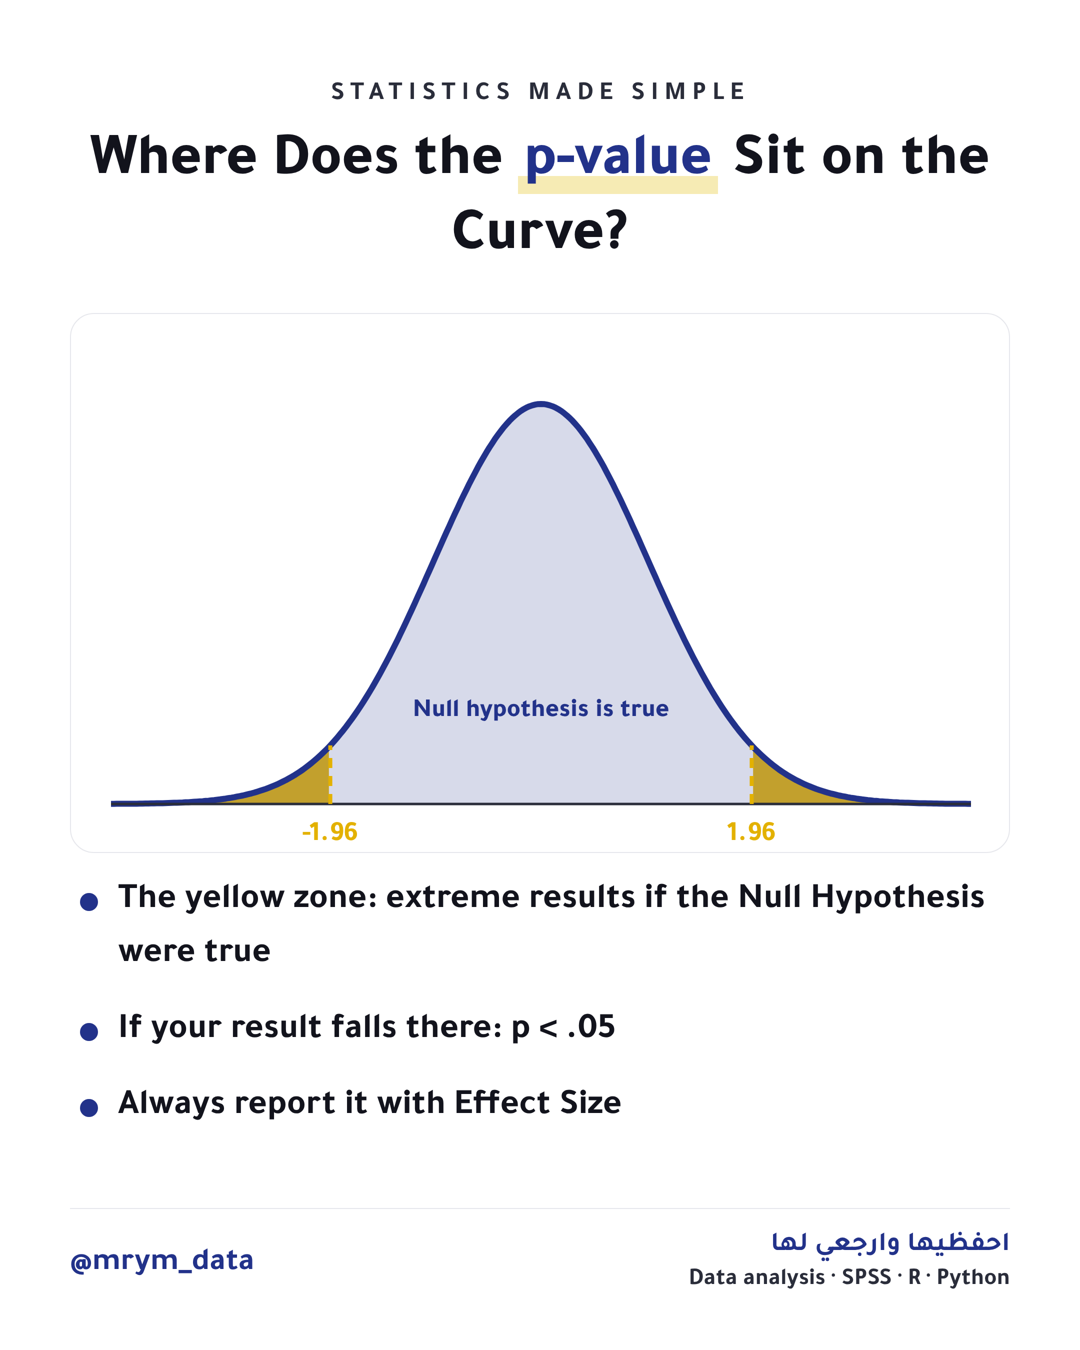 STATISTICS MADE SIMPLE
Where Does the p-value Sit on the
Curve?
Null hypothesis is true
-1.96
1.96
The yellow zone: extreme results if the Null Hypothesis
were true
If your result falls there: p < .05
Always report it with Effect Size
@mrym_data
احفظيها وارجعي لها
Data analysis · SPSS · R · Python